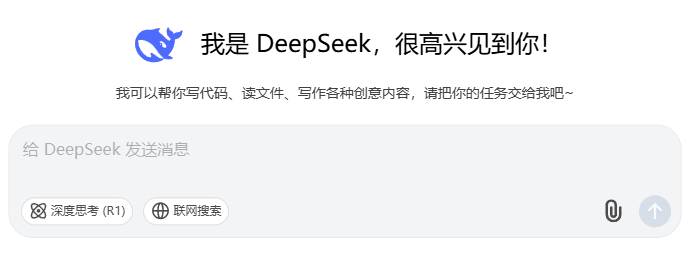 我是 DeepSeek，很高兴见到你！
我可以帮你写代码、读文件、写作各种创意内容，请把你的任务交给我吧~
给 DeepSeek 发送消息
深度思考 (R1) 联网搜索